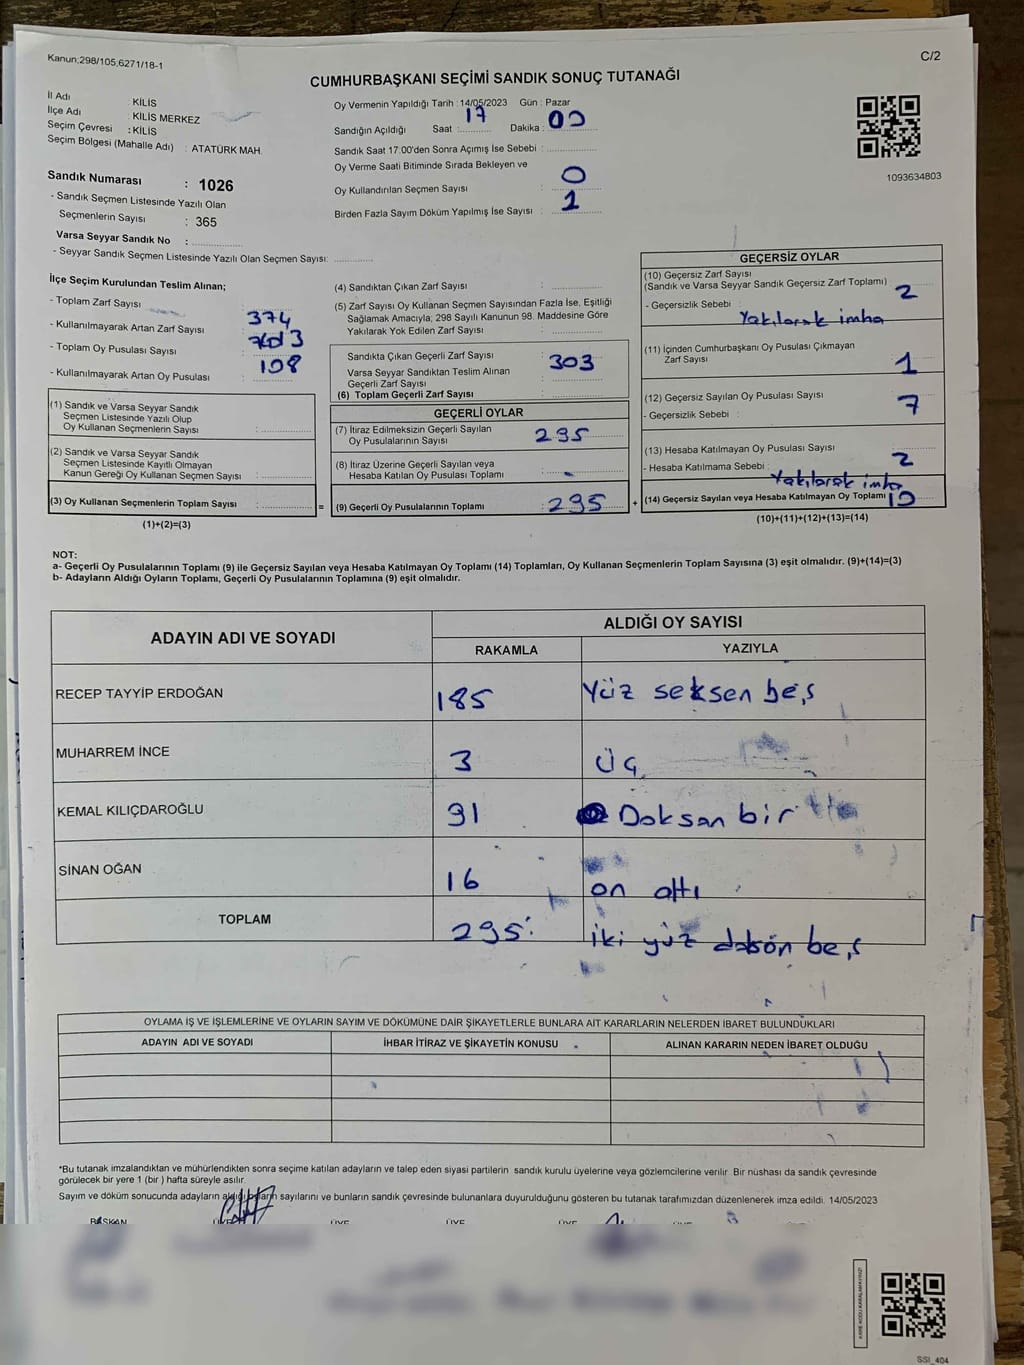 Kanun;298/105,6271/18-1
C/2
CUMHURBAŞKANI SEÇİMİ SANDIK SONUÇ TUTANAĞI
İl Adı : KİLİS
İlçe Adı : KİLİS MERKEZ
Seçim Çevresi : KİLİS
Seçim Bölgesi (Mahalle Adı) : ATATÜRK MAH.
Sandık Numarası : 1026
- Sandık Seçmen Listesinde Yazılı Olan
Seçmenlerin Sayısı : 365
Varsa Seyyar Sandık No : ..............
- Seyyar Sandık Seçmen Listesinde Yazılı Olan Seçmen Sayısı: ............
Oy Vermenin Yapıldığı Tarih : 14/05/2023 Gün : Pazar
Sandığın Açıldığı Saat : 17 Dakika : 00
Sandık Saat 17.00'den Sonra Açımış İse Sebebi : ..............
Oy Verme Saati Bitiminde Sırada Bekleyen ve
Oy Kullandırılan Seçmen Sayısı : 0
Birden Fazla Sayım Döküm Yapılmış İse Sayısı : 1
1093634803
İlçe Seçim Kurulundan Teslim Alınan;
- Toplam Zarf Sayısı : 374
- Kullanılmayarak Artan Zarf Sayısı :
- Toplam Oy Pusulası Sayısı :
- Kullanılmayarak Artan Oy Pusulası :
108
(1) Sandık ve Varsa Seyyar Sandık
Seçmen Listesinde Yazılı Olup
Oy Kullanan Seçmenlerin Sayısı : ..............
(2) Sandık ve Varsa Seyyar Sandık
Seçmen Listesinde Kayıtlı Olmayan
Kanun Gereği Oy Kullanan Seçmen Sayısı : ..............
(3) Oy Kullanan Seçmenlerin Toplam Sayısı : .............. =
(1)+(2)=(3)
(4) Sandıktan Çıkan Zarf Sayısı : ..............
(5) Zarf Sayısı Oy Kullanan Seçmen Sayısından Fazla İse, Eşitliği
Sağlamak Amacıyla; 298 Sayılı Kanunun 98. Maddesine Göre
Yakılarak Yok Edilen Zarf Sayısı : ..............
Sandıkta Çıkan Geçerli Zarf Sayısı : 303
Varsa Seyyar Sandıktan Teslim Alınan
Geçerli Zarf Sayısı : ..............
(6) Toplam Geçerli Zarf Sayısı : ..............
GEÇERLİ OYLAR
(7) İtiraz Edilmeksizin Geçerli Sayılan
Oy Pusulalarının Sayısı : 295
(8) İtiraz Üzerine Geçerli Sayılan veya
Hesaba Katılan Oy Pusulası Toplamı : -
(9) Geçerli Oy Pusulalarının Toplamı : 295 +
GEÇERSİZ OYLAR
(10) Geçersiz Zarf Sayısı
(Sandık ve Varsa Seyyar Sandık Geçersiz Zarf Toplamı) : 2
- Geçersizlik Sebebi : Yakılarak imha
(11) İçinden Cumhurbaşkanı Oy Pusulası Çıkmayan
Zarf Sayısı : 1
(12) Geçersiz Sayılan Oy Pusulası Sayısı : 7
- Geçersizlik Sebebi :
(13) Hesaba Katılmayan Oy Pusulası Sayısı : 2
- Hesaba Katılmama Sebebi : Yakılarak imha
(14) Geçersiz Sayılan veya Hesaba Katılmayan Oy Toplamı : 10
(10)+(11)+(12)+(13)=(14)
NOT:
a- Geçerli Oy Pusulalarının Toplamı (9) ile Geçersiz Sayılan veya Hesaba Katılmayan Oy Toplamı (14) Toplamları, Oy Kullanan Seçmenlerin Toplam Sayısına (3) eşit olmalıdır. (9)+(14)=(3)
b- Adayların Aldığı Oyların Toplamı, Geçerli Oy Pusulalarının Toplamına (9) eşit olmalıdır.
ADAYIN ADI VE SOYADI ALDIĞI OY SAYISI
RAKAMLA YAZIYLA
RECEP TAYYİP ERDOĞAN 185 Yüz seksen beş
MUHARREM İNCE 3 Üç
KEMAL KILIÇDAROĞLU 91 Doksan bir
SİNAN OĞAN 16 on altı
TOPLAM 295 iki yüz doksön beş
OYLAMA İŞ VE İŞLEMLERİNE VE OYLARIN SAYIM VE DÖKÜMÜNE DAİR ŞİKAYETLERLE BUNLARA AİT KARARLARIN NELERDEN İBARET BULUNDUKLARI
ADAYIN ADI VE SOYADI İHBAR İTİRAZ VE ŞİKAYETİN KONUSU ALINAN KARARIN NEDEN İBARET OLDUĞU
*Bu tutanak imzalandıktan ve mühürlendikten sonra seçime katılan adayların ve talep eden siyasi partilerin sandık kurulu üyelerine veya gözlemcilerine verilir. Bir nüshası da sandık çevresinde
görülecek bir yere 1 (bir ) hafta süreyle asılır.
Sayım ve döküm sonucunda adayların aldığı oyların sayılarını ve bunların sandık çevresinde bulunanlara duyurulduğunu gösteren bu tutanak tarafımızdan düzenlenerek imza edildi. 14/05/2023
BAŞKAN ÜYE ÜYE ÜYE ÜYE ÜYE
SSI_404